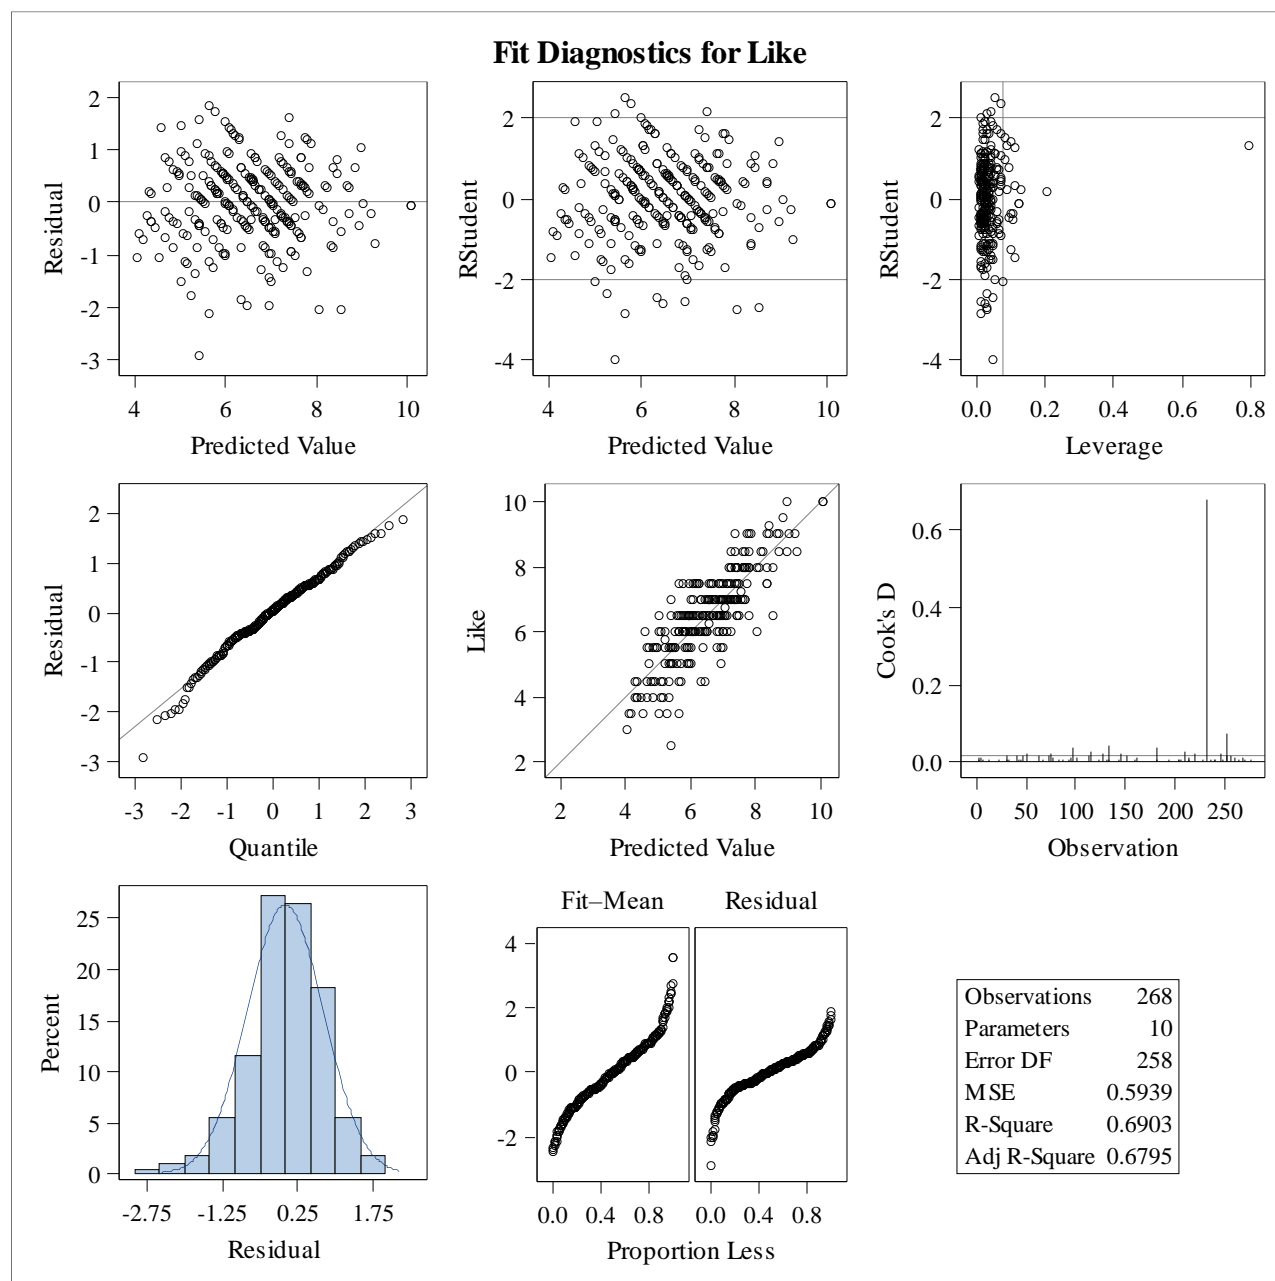 Fit Diagnostics for Like
2
1
0
-1
-2
-3
Residual
4 6 8 10
Predicted Value
2
0
-2
-4
RStudent
4 6 8 10
Predicted Value
2
0
-2
-4
RStudent
0.0 0.2 0.4 0.6 0.8
Leverage
2
1
0
-1
-2
-3
Residual
-3 -2 -1 0 1 2 3
Quantile
10
8
6
4
2
Like
2 4 6 8 10
Predicted Value
0.6
0.4
0.2
0.0
Cook's D
0 50 100 150 200 250
Observation
25
20
15
10
5
0
Percent
-2.75 -1.25 0.25 1.75
Residual
Fit–Mean Residual
4
2
0
-2
0.0 0.4 0.8 0.0 0.4 0.8
Proportion Less
Observations 268
Parameters 10
Error DF 258
MSE 0.5939
R-Square 0.6903
Adj R-Square 0.6795